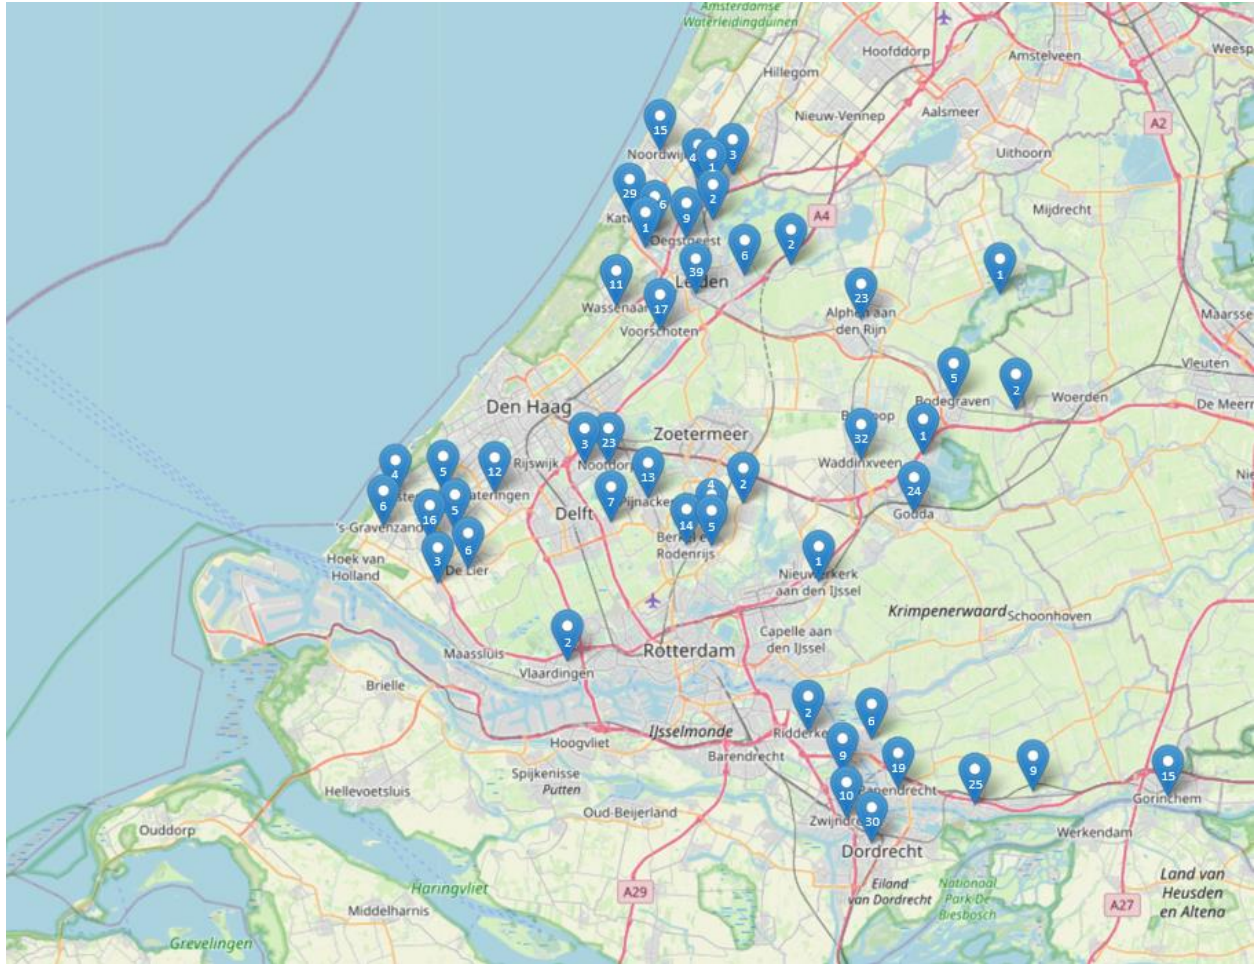 Amsterdamse
Waterleidingduinen
Hoofddorp
Amstelveen
Weesp
Hillegom
Nieuw-Vennep
Aalsmeer
A2
15
Uithoorn
4
1
3
29
6
9
2
Mijdrecht
A4
1
Oegstgeest
6
2
39
1
11
17
23
Wassenaar
Alphen aan
den Rijn
Maarsse
Voorschoten
5
2
Vleuten
Den Haag
Bodegraven
Woerden
De Meern
3
23
Zoetermeer
32
1
4
5
12
Rijswijk
Nootdorp
13
2
Waddinxveen
6
16
5
7
Pijnacker
4
24
's-Gravenzande
Delft
14
5
Gouda
3
6
Berkel en
Rodenrijs
1
Hoek van
Holland
De Lier
Nieuwerkerk
aan den IJssel
Krimpenerwaard
Schoonhoven
2
Maassluis
Rotterdam
Capelle aan
den IJssel
Vlaardingen
Brielle
2
6
IJsselmonde
Hoogvliet
Barendrecht
9
19
25
9
15
Spijkenisse
Putten
Hellevoetsluis
10
Papendrecht
Gorinchem
Oud-Beijerland
30
Ouddorp
Werkendam
Dordrecht
A29
Haringvliet
Eiland
van Dordrecht
Nationaal
Park De
Biesbosch
A27
Land van
Heusden
en Altena
Middelharnis
Grevelingen